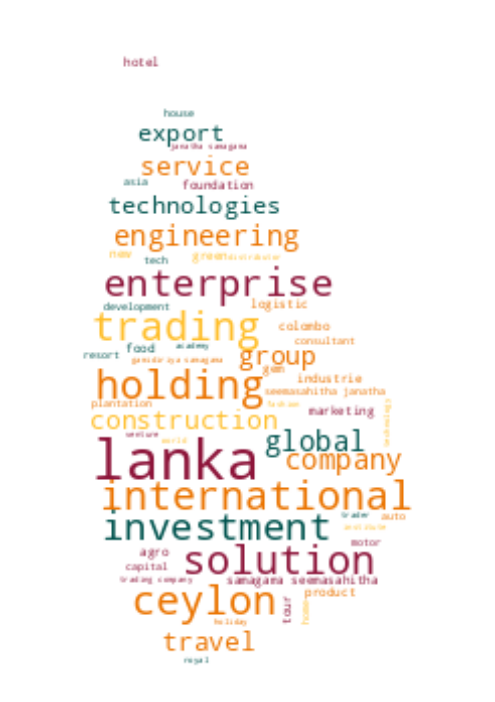 hotel
house
export
janatha samagama
service
asia
foundation
technologies
engineering
new
green
distributor
tech
enterprise
development
logistic
trading
colombo
consultant
food
academy
resort
group
gamidiriya samagama
gem
holding
industrie
seemasahitha janatha
plantation
fashion
marketing
technology
construction
venture
world
global
lanka
company
international
investment
trader
auto
institute
motor
agro
solution
capital
trading company
samagama seemasahitha
product
ceylon
tour
home
holiday
travel
royal